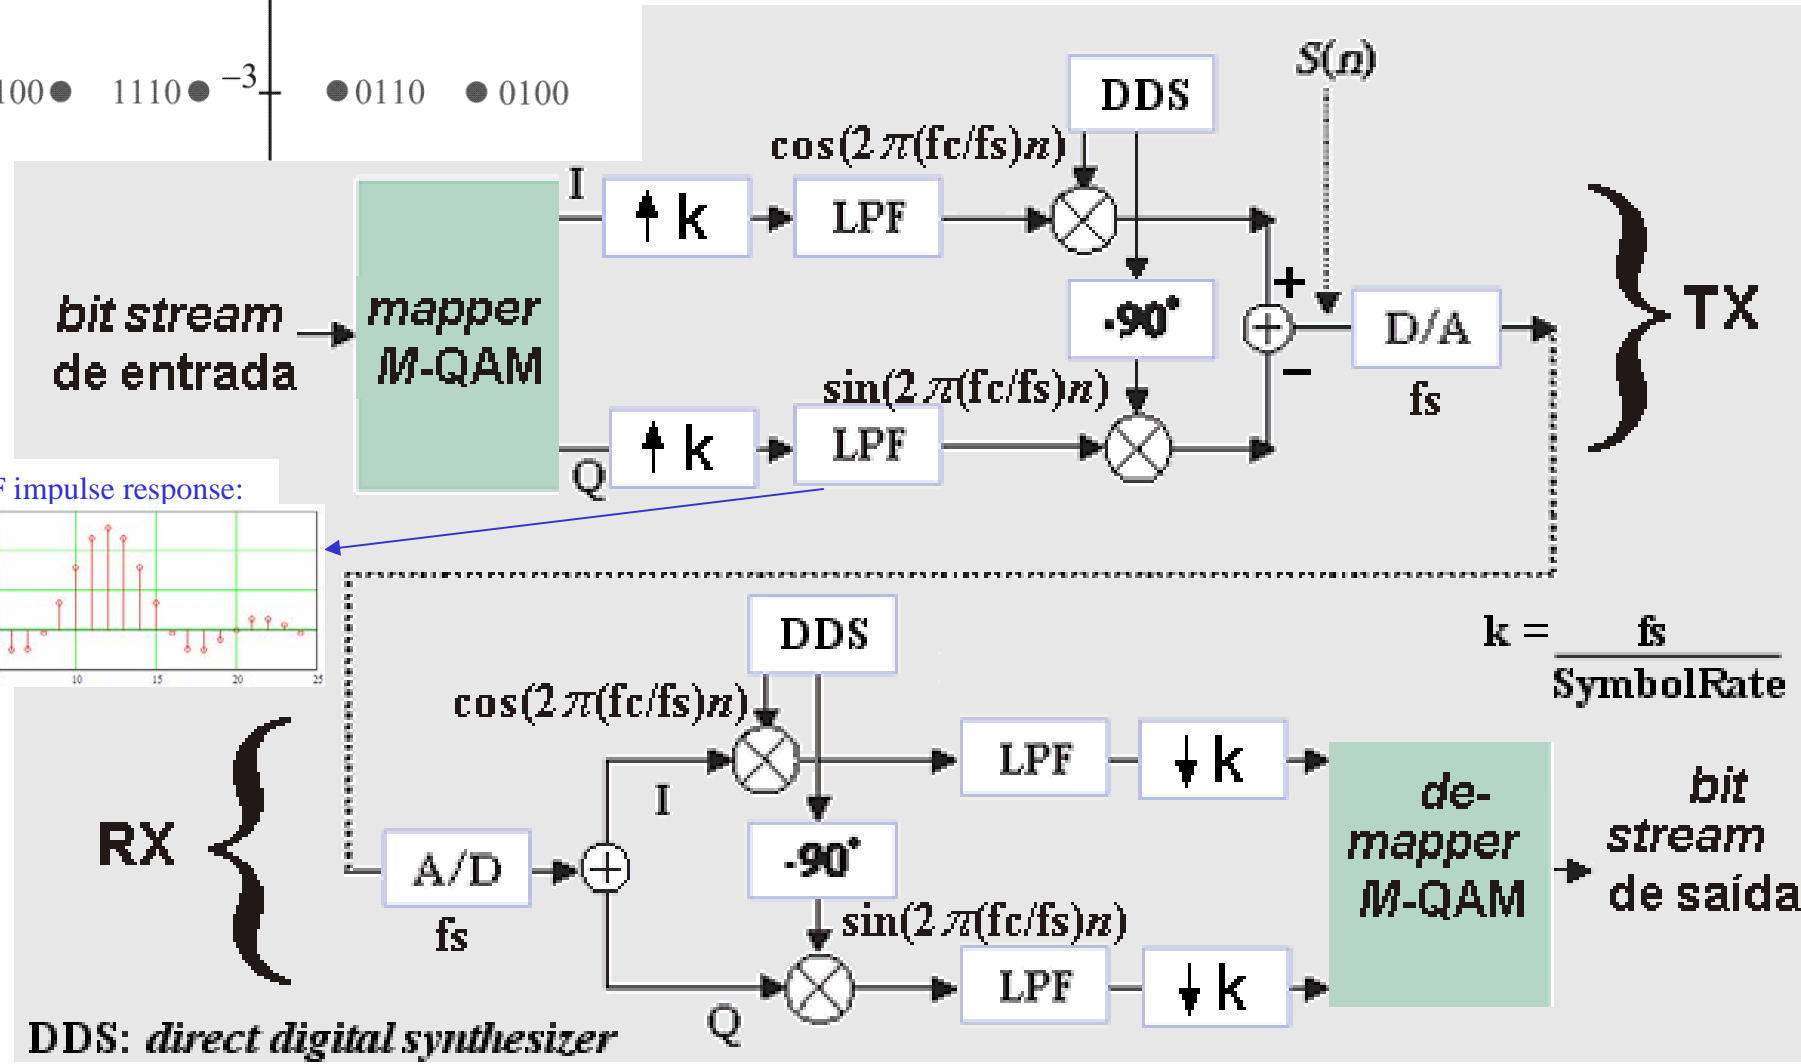 100 1110 -3 0110 0100
S(n)
DDS
cos(2π(fc/fs)n)
I
↑ k
LPF
bit stream
de entrada
mapper
M-QAM
-90°
+
D/A
fs
TX
−
sin(2π(fc/fs)n)
Q
↑ k
LPF
F impulse response:
10 15 20 25
DDS
k = fs
SymbolRate
cos(2π(fc/fs)n)
I
LPF
↓ k
RX
A/D
fs
-90°
de-
mapper
M-QAM
bit
stream
de saída
sin(2π(fc/fs)n)
Q
LPF
↓ k
DDS: direct digital synthesizer